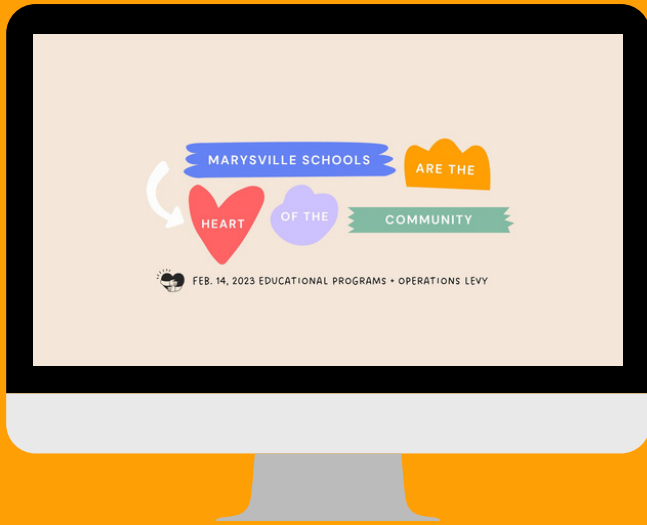 MARYSVILLE SCHOOLS ARE THE
HEART OF THE COMMUNITY
FEB. 14, 2023 EDUCATIONAL PROGRAMS + OPERATIONS LEVY